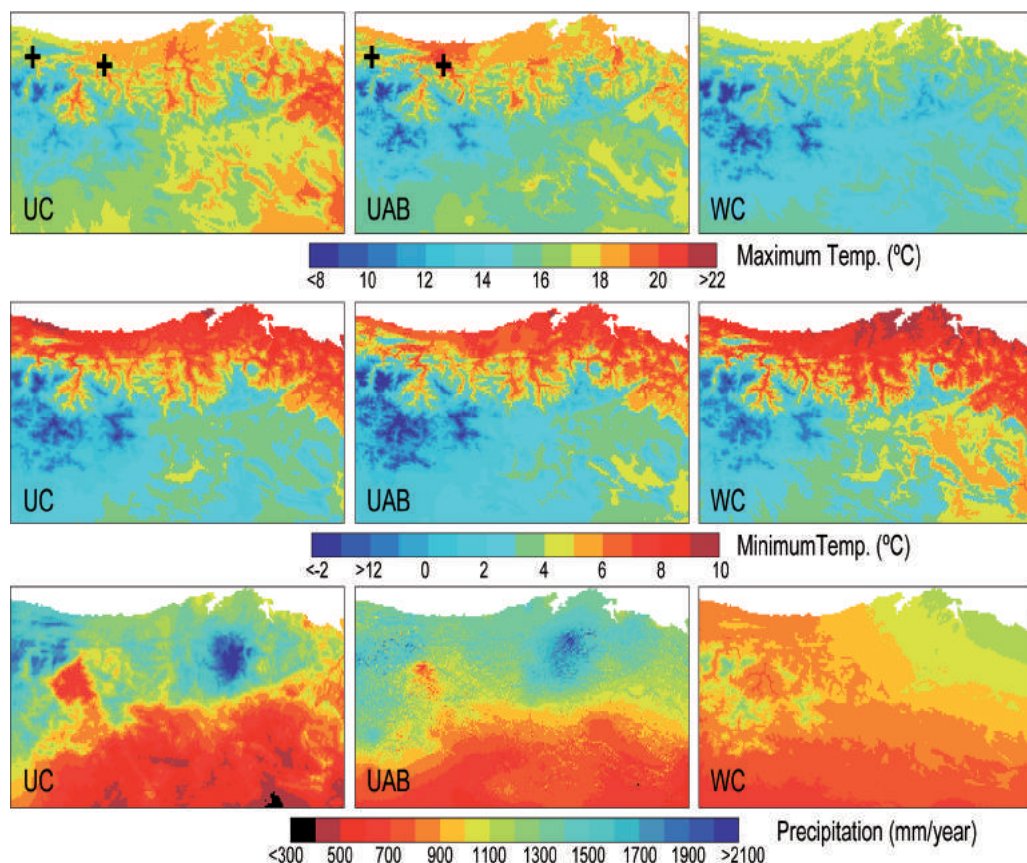 UC UAB WC
<8 10 12 14 16 18 20 >22 Maximum Temp. (ºC)
UC UAB WC
<-2 >12 0 2 4 6 8 10 MinimumTemp. (ºC)
UC UAB WC
<300 500 700 900 1100 1300 1500 1700 1900 >2100 Precipitation (mm/year)